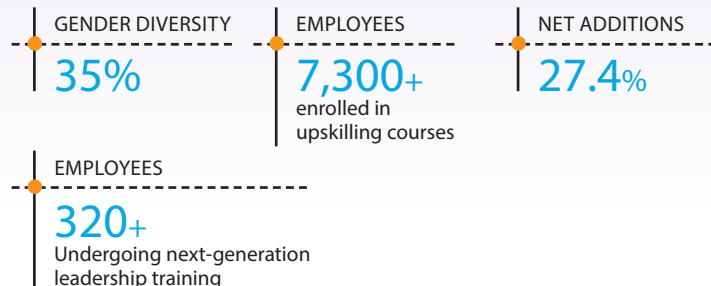 GENDER DIVERSITY
35%
EMPLOYEES
7,300+
enrolled in
upskilling courses
NET ADDITIONS
27.4%
EMPLOYEES
320+
Undergoing next-generation
leadership training